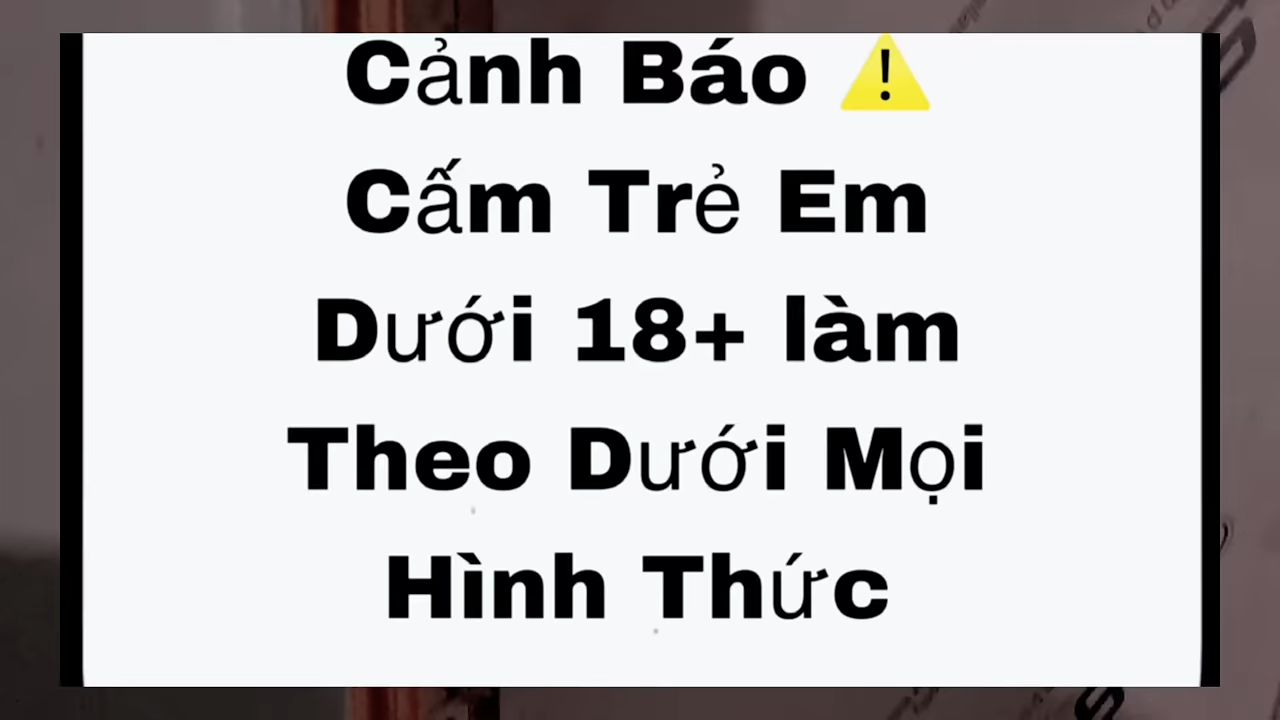 Cảnh Báo ⚠️
Cấm Trẻ Em
Dưới 18+ làm
Theo Dưới Mọi
Hình Thức